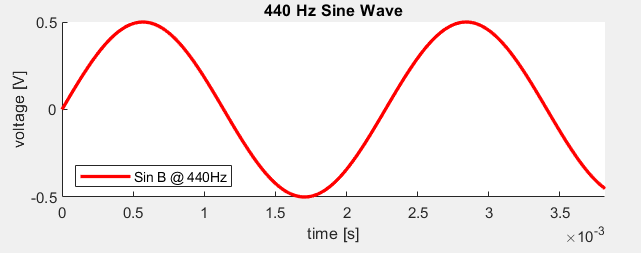 440 Hz Sine Wave
voltage [V]
0.5
0
-0.5
Sin B @ 440Hz
0 0.5 1 1.5 2 2.5 3 3.5
time [s]
×10-3